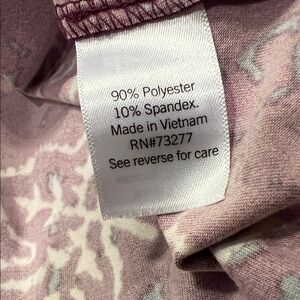 90% Polyester
10% Spandex.
Made in Vietnam
RN#73277
See reverse for care